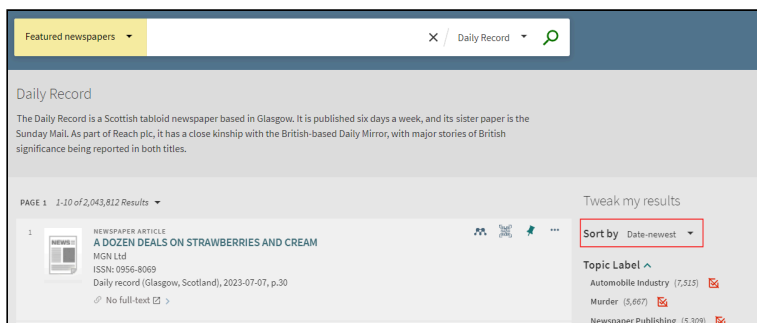 Featured newspapers
Daily Record
Daily Record
The Daily Record is a Scottish tabloid newspaper based in Glasgow. It is published six days a week, and its sister paper is the
Sunday Mail. As part of Reach plc, it has a close kinship with the British-based Daily Mirror, with major stories of British
significance being reported in both titles.
PAGE 1 1-10 of 2,043,812 Results
Tweak my results
Sort by Date-newest
1
NEWS
NEWSPAPER ARTICLE
A DOZEN DEALS ON STRAWBERRIES AND CREAM
MGN Ltd
ISSN: 0956-8069
Daily record (Glasgow, Scotland), 2023-07-07, p.30
No full-text
Topic Label
Automobile Industry (7,515)
Murder (5,667)
Newspaper Publishing (5,309)